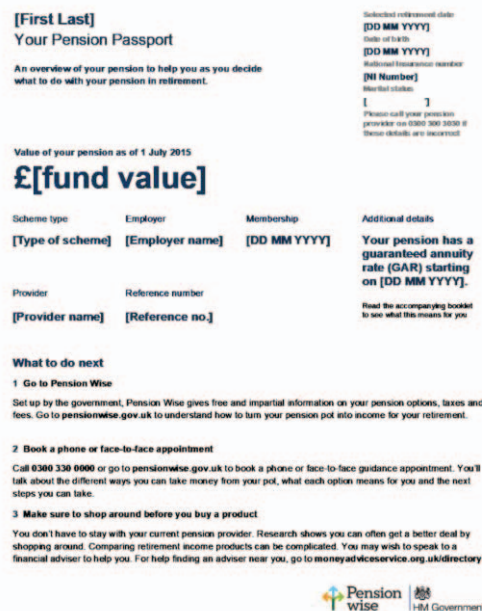 [First Last]
Your Pension Passport
An overview of your pension to help you as you decide
what to do with your pension in retirement.
Selected retirement date
[DD MM YYYY]
Date of birth
[DD MM YYYY]
National Insurance number
[NI Number]
Marital status
[ ]
Please call your pension
provider on 0300 300 3030 if
these details are incorrect
Value of your pension as of 1 July 2015
£[fund value]
Scheme type Employer Membership Additional details
[Type of scheme] [Employer name] [DD MM YYYY] Your pension has a
guaranteed annuity
rate (GAR) starting
on [DD MM YYYY].
Provider Reference number
[Provider name] [Reference no.]
Read the accompanying booklet
to see what this means for you
What to do next
1 Go to Pension Wise
Set up by the government, Pension Wise gives free and impartial information on your pension options, taxes and
fees. Go to pensionwise.gov.uk to understand how to turn your pension pot into income for your retirement.
2 Book a phone or face-to-face appointment
Call 0300 330 0000 or go to pensionwise.gov.uk to book a phone or face-to-face guidance appointment. You'll
talk about the different ways you can take money from your pot, what each option means for you and the next
steps you can take.
3 Make sure to shop around before you buy a product
You don't have to stay with your current pension provider. Research shows you can often get a better deal by
shopping around. Comparing retirement income products can be complicated. You may wish to speak to a
financial adviser to help you. For help finding an adviser near you, go to moneyadviceservice.org.uk/directory
Pension
wise
HM Government